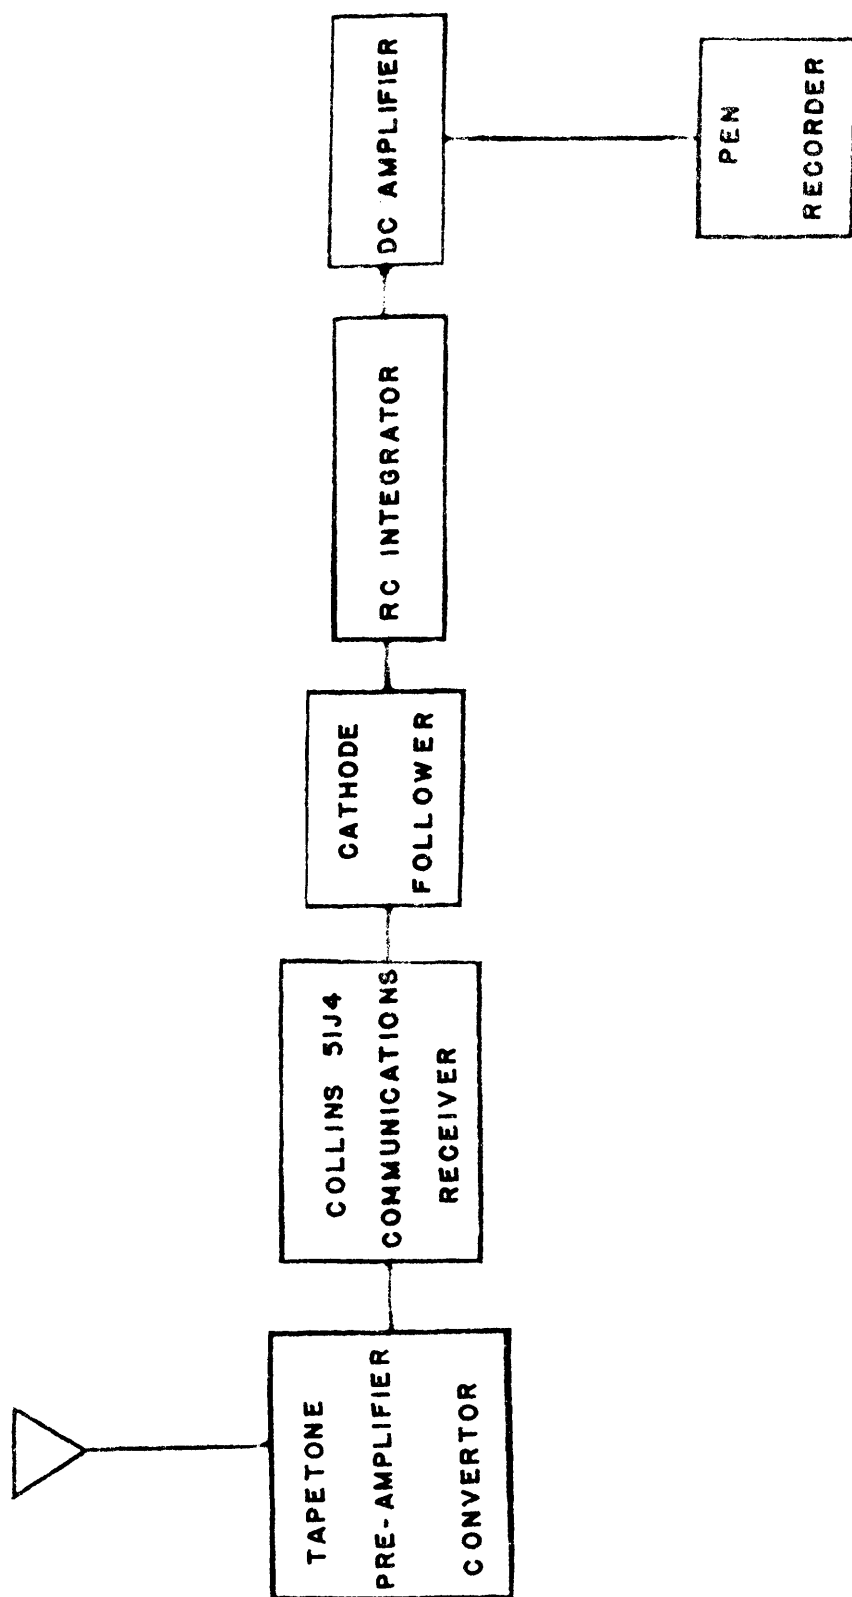 TAPETONE
PRE-AMPLIFIER
CONVERTOR
COLLINS 51J4
COMMUNICATIONS
RECEIVER
CATHODE
FOLLOWER
RC INTEGRATOR
DC AMPLIFIER
PEN
RECORDER